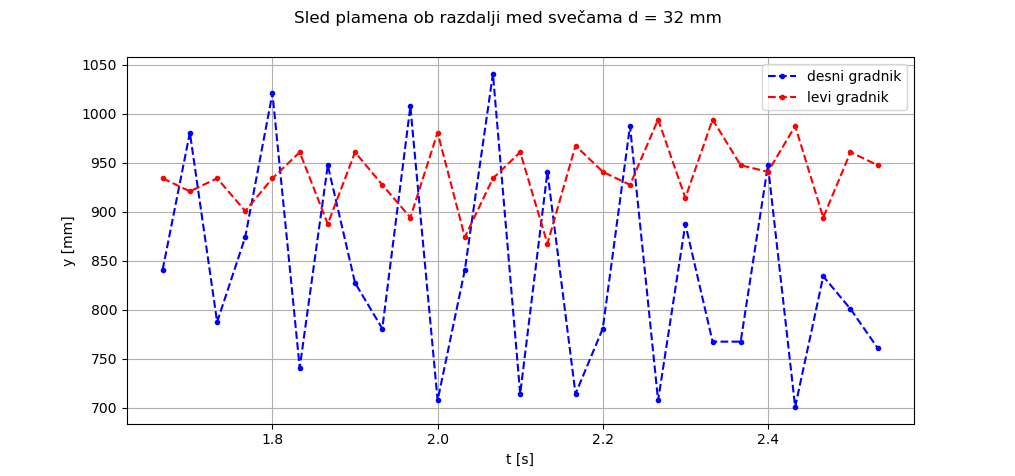 Sled plamena ob razdalji med svečama d = 32 mm
desni gradnik
levi gradnik
y [mm]
1050
1000
950
900
850
800
750
700
1.8
2.0
2.2
2.4
t [s]